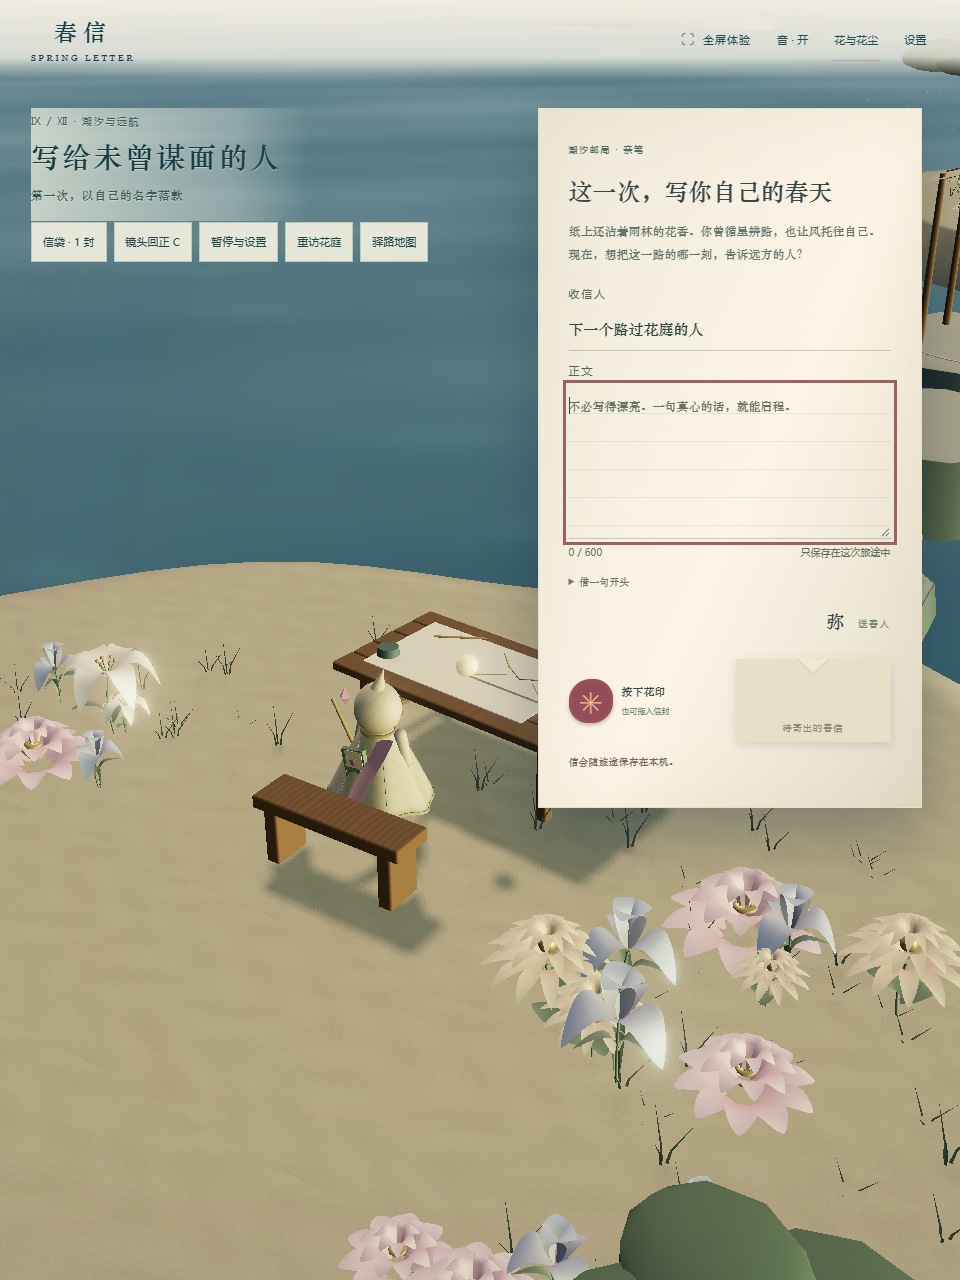 春信
SPRING LETTER
全屏体验
音 · 开
花与花尘
设置
IX / XII · 潮汐与远航
写给未曾谋面的人
第一次，以自己的名字落款
信袋 · 1 封
镜头回正 C
暂停与设置
重访花庭
驿路地图
潮汐邮局 · 亲笔
这一次，写你自己的春天
纸上还沾着雨林的花香。你曾循星辨路，也让风托住自己。
现在，想把这一路的哪一刻，告诉远方的人？
收信人
下一个路过花庭的人
正文
不必写得漂亮。一句真心的话，就能启程。
0 / 600
只保存在这次旅途中
借一句开头
弥 送春人
按下花印
也可拖入信封
待寄出的春信
信会随旅途保存在本机。